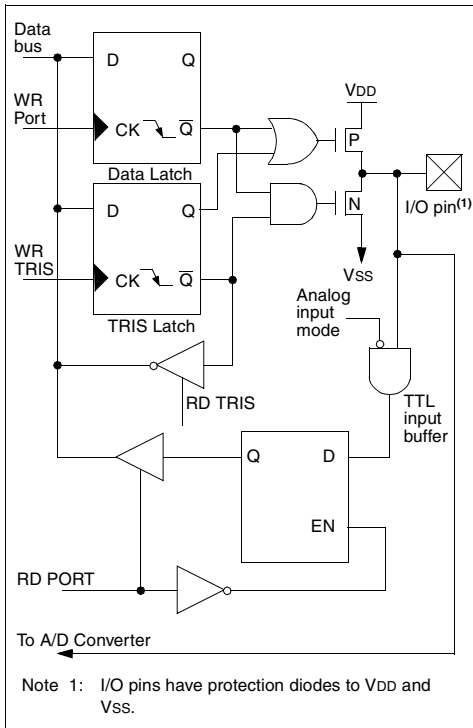 Data
bus
D
Q
VDD
WR
Port
CK
Q
P
Data Latch
N
I/O pin(1)
D
Q
WR
TRIS
CK
Q
VSS
TRIS Latch
Analog
input
mode
TTL
input
buffer
RD TRIS
Q
D
EN
RD PORT
To A/D Converter
Note 1: I/O pins have protection diodes to VDD and
VSS.